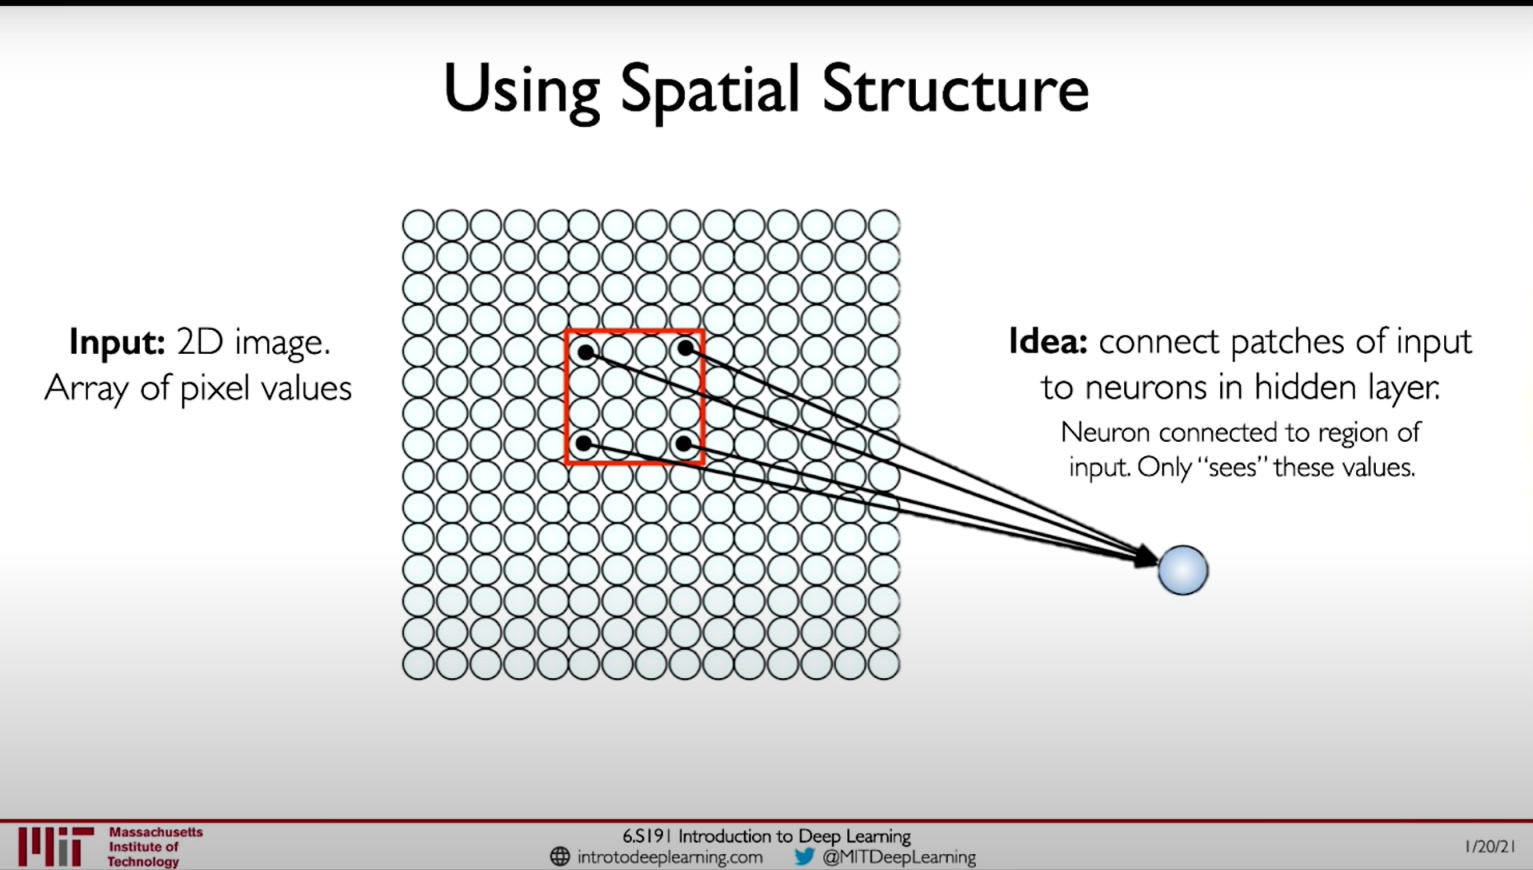 Using Spatial Structure
Input: 2D image.
Array of pixel values
Idea: connect patches of input
to neurons in hidden layer.
Neuron connected to region of
input. Only “sees” these values.
MIT
Massachusetts
Institute of
Technology
6.S191 Introduction to Deep Learning
introtodeeplearning.com @MITDeepLearning
1/20/21